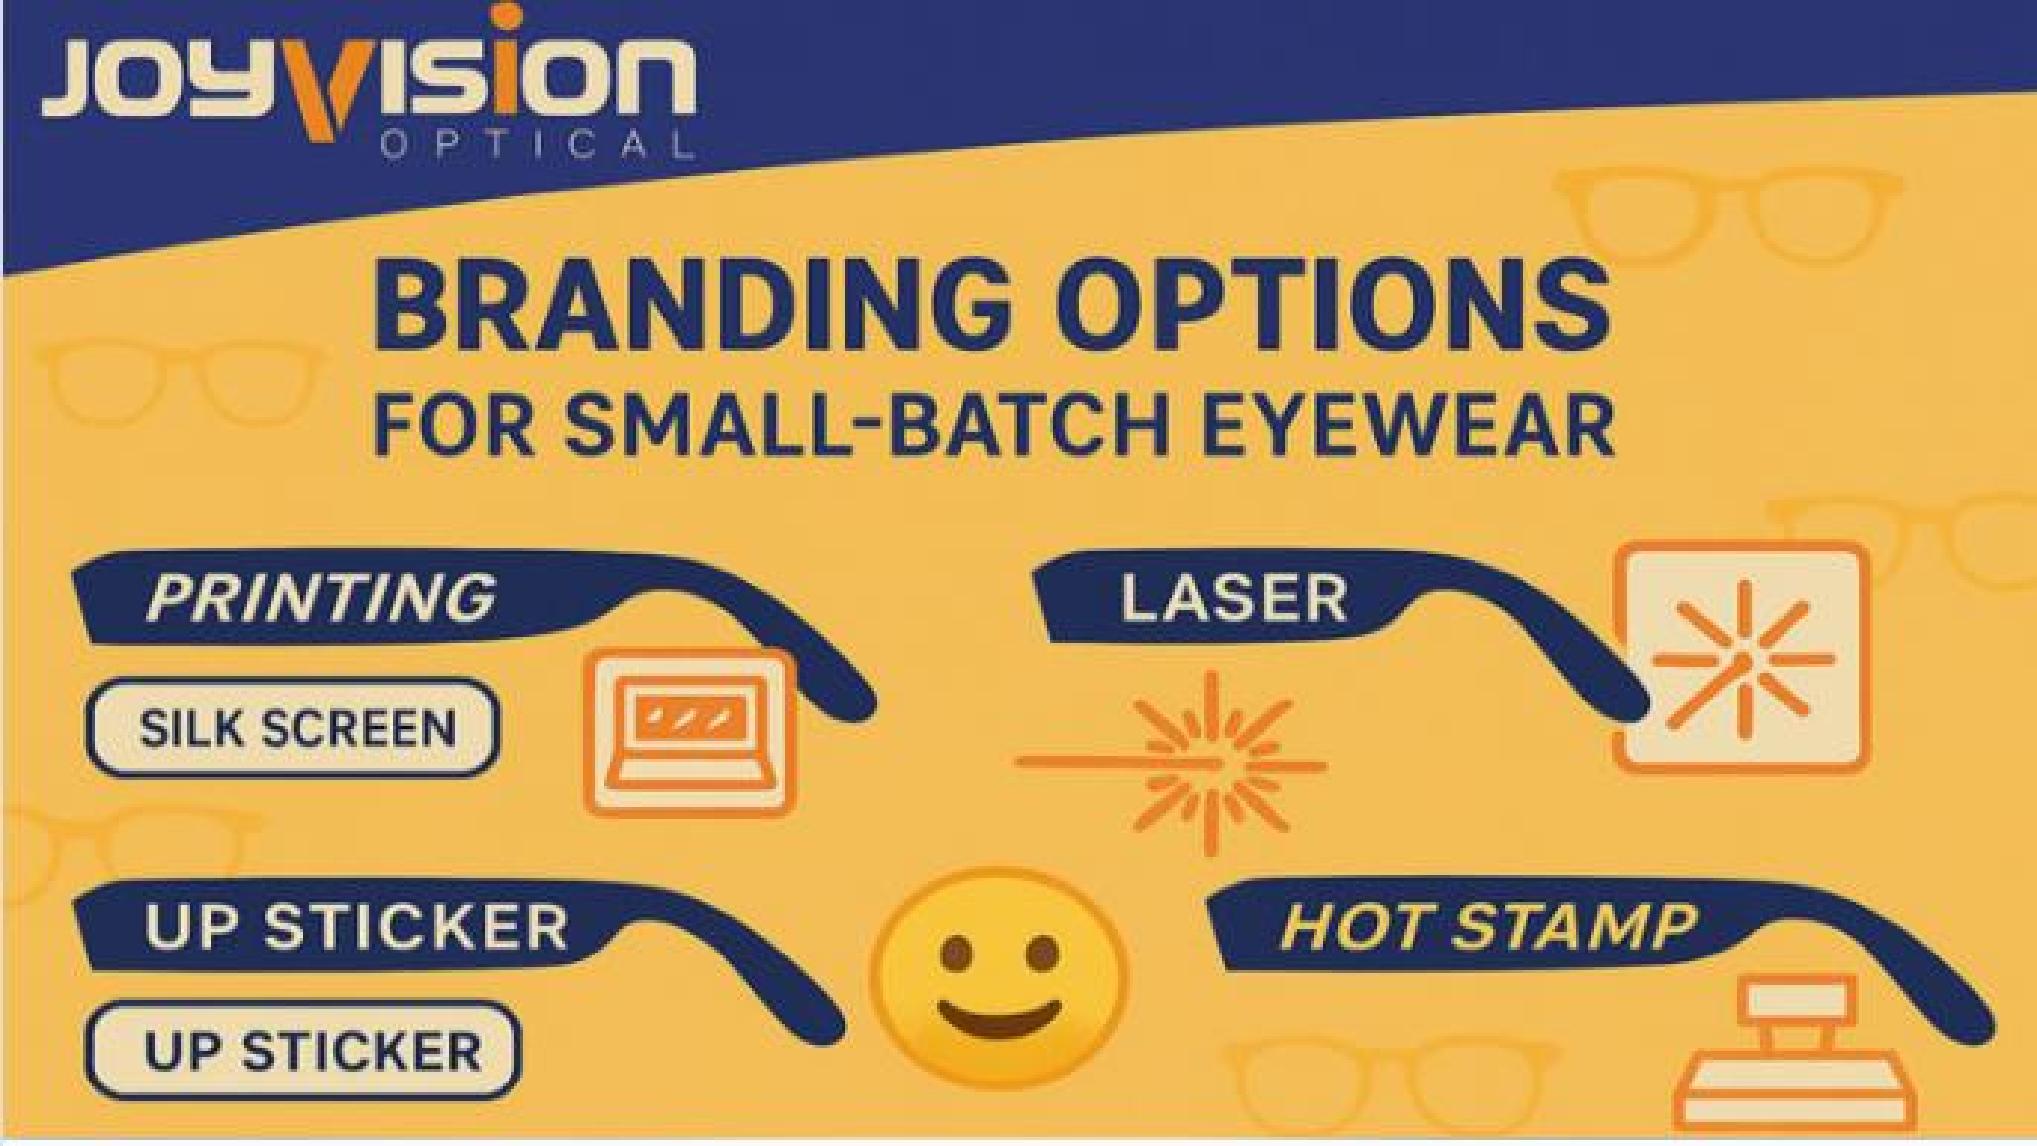 JOYVISION
OPTICAL
BRANDING OPTIONS
FOR SMALL-BATCH EYEWEAR
PRINTING
LASER
SILK SCREEN
UP STICKER
HOT STAMP
UP STICKER